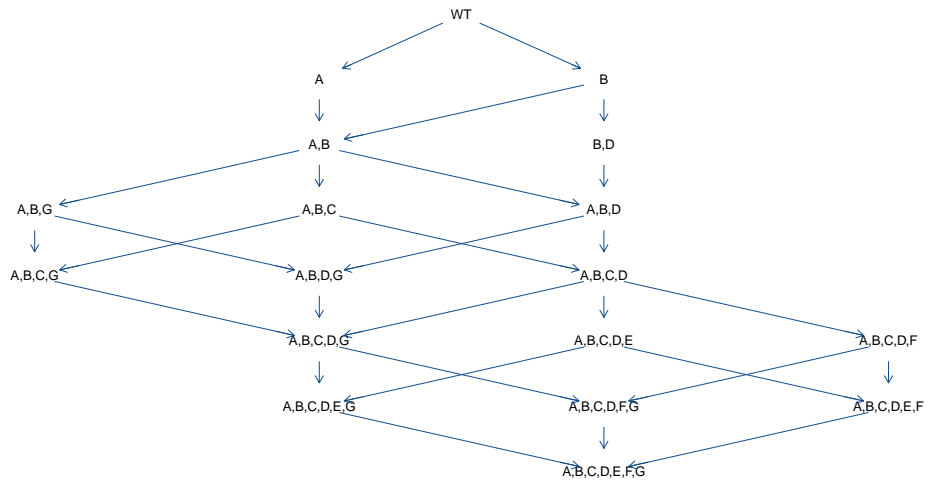 WT
A
B
A,B
B,D
A,B,G
A,B,C
A,B,D
A,B,C,G
A,B,D,G
A,B,C,D
A,B,C,D,G
A,B,C,D,E
A,B,C,D,F
A,B,C,D,E,G
A,B,C,D,F,G
A,B,C,D,E,F
A,B,C,D,E,F,G